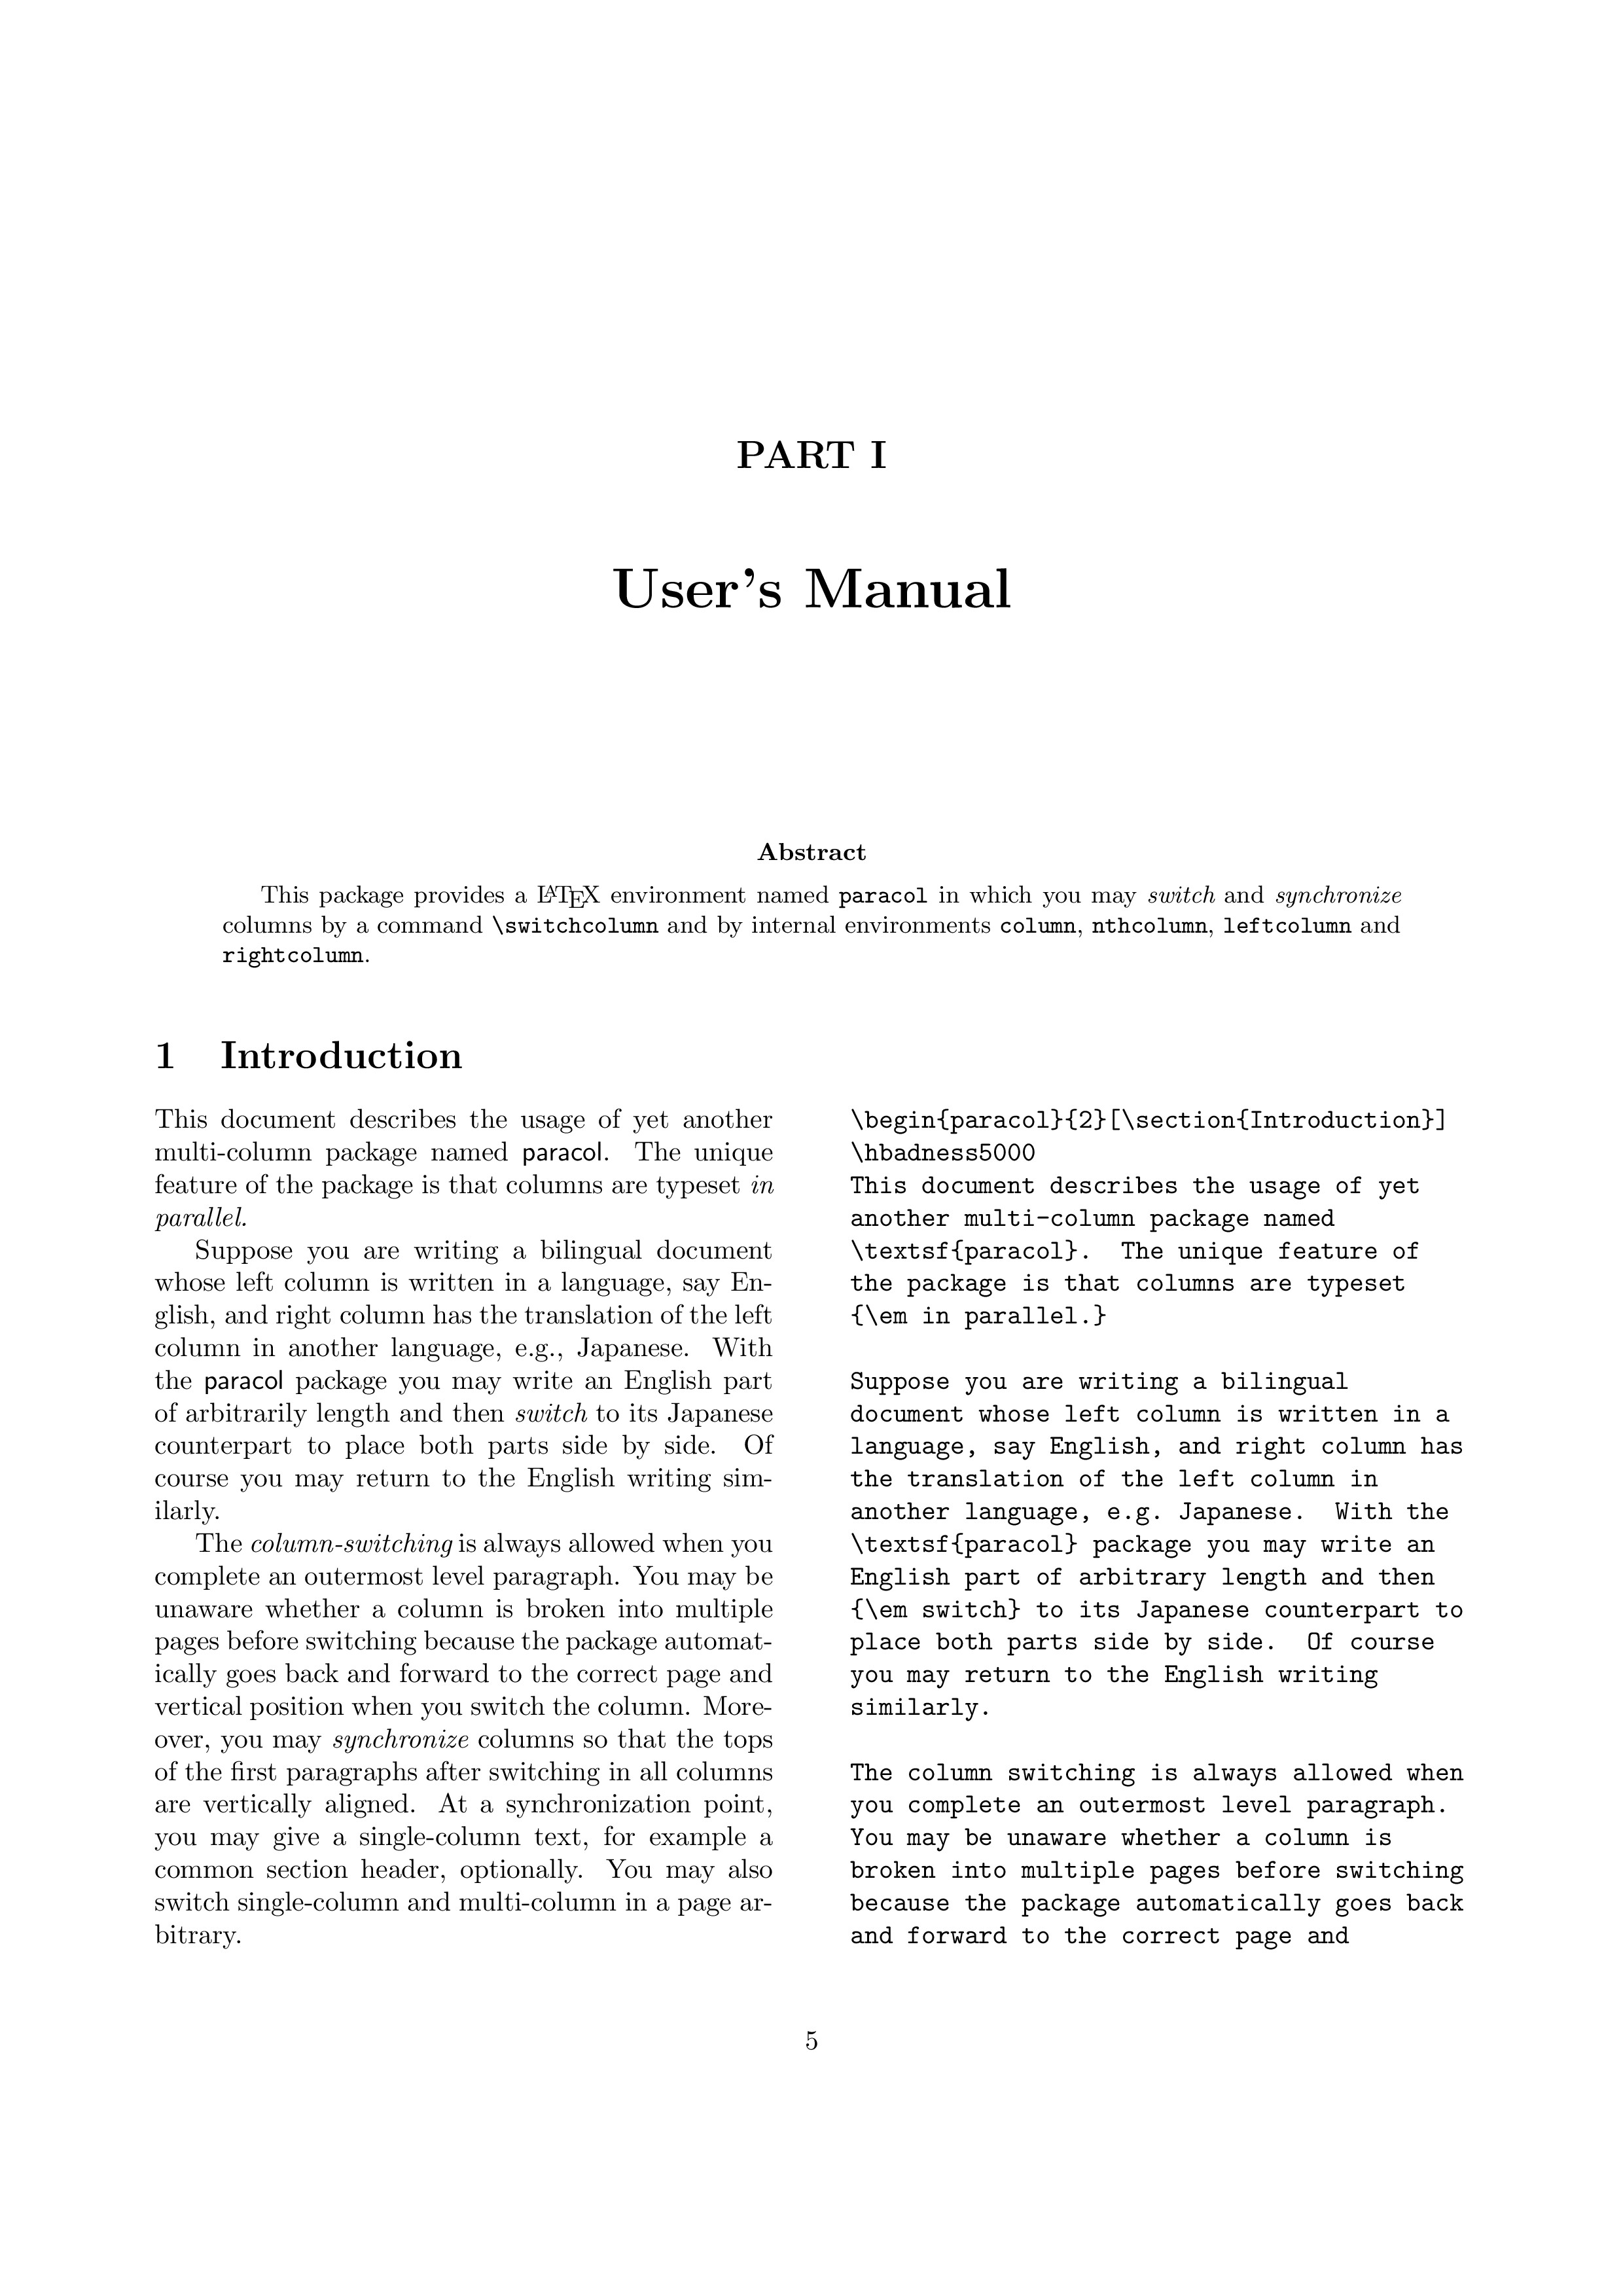 PART I
User's Manual
Abstract
This package provides a LATEX environment named paracol in which you may switch and synchronize
columns by a command \switchcolumn and by internal environments column, nthcolumn, leftcolumn and
rightcolumn.
1 Introduction
This document describes the usage of yet another
multi-column package named paracol. The unique
feature of the package is that columns are typeset in
parallel.
Suppose you are writing a bilingual document
whose left column is written in a language, say En-
glish, and right column has the translation of the left
column in another language, e.g., Japanese. With
the paracol package you may write an English part
of arbitrarily length and then switch to its Japanese
counterpart to place both parts side by side. Of
course you may return to the English writing sim-
ilarly.
The column-switching is always allowed when you
complete an outermost level paragraph. You may be
unaware whether a column is broken into multiple
pages before switching because the package automat-
ically goes back and forward to the correct page and
vertical position when you switch the column. More-
over, you may synchronize columns so that the tops
of the first paragraphs after switching in all columns
are vertically aligned. At a synchronization point,
you may give a single-column text, for example a
common section header, optionally. You may also
switch single-column and multi-column in a page ar-
bitrary.
\begin{paracol}{2}[\section{Introduction}]
\hbadness5000
This document describes the usage of yet
another multi-column package named
\textsf{paracol}. The unique feature of
the package is that columns are typeset
{\em in parallel.}
Suppose you are writing a bilingual
document whose left column is written in a
language, say English, and right column has
the translation of the left column in
another language, e.g. Japanese. With the
\textsf{paracol} package you may write an
English part of arbitrary length and then
{\em switch} to its Japanese counterpart to
place both parts side by side. Of course
you may return to the English writing
similarly.
The column switching is always allowed when
you complete an outermost level paragraph.
You may be unaware whether a column is
broken into multiple pages before switching
because the package automatically goes back
and forward to the correct page and
5